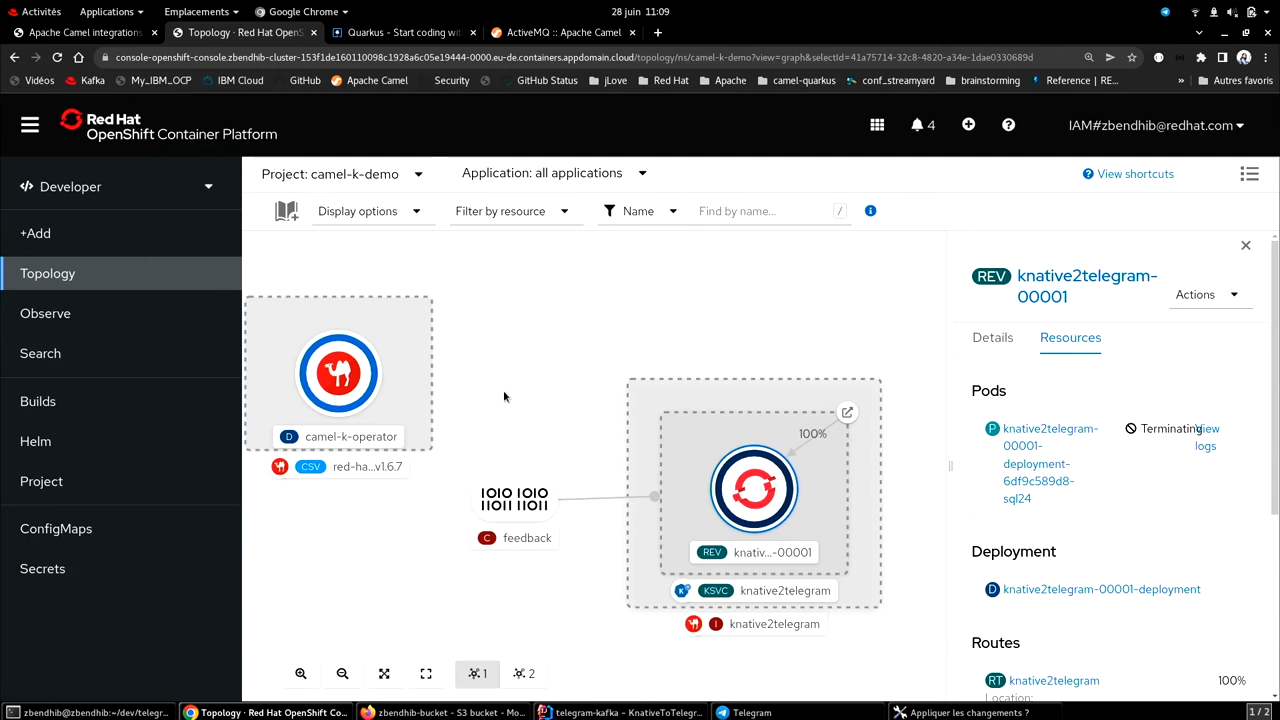 Activités Applications Emplacements Google Chrome 28 juin 11:09
Apache Camel integrations Topology · Red Hat OpenS Quarkus - Start coding wit ActiveMQ :: Apache Camel
console-openshift-console.zbendhib-cluster-153f1de160110098c1928a6c05e19444-0000.eu-de.containers.appdomain.cloud/topology/ns/camel-k-demo?view=graph&selectId=41a75714-32c8-4820-a34e-1dae0330689d
Vidéos Kafka My_IBM_OCP IBM Cloud Apache Camel Security GitHub Status jLove Red Hat Apache camel-quarkus conf_streamyard brainstorming Reference | RE... » Autres favoris
Red Hat
OpenShift Container Platform
4
IAM#zbendhib@redhat.com
Developer
+Add
Topology
Observe
Search
Builds
Helm
Project
ConfigMaps
Secrets
Project: camel-k-demo Application: all applications View shortcuts
Display options Filter by resource Name Find by name... /
D camel-k-operator
CSV red-ha...v1.6.7
1010 1010
11011 11011
C feedback
100%
REV knativ...-00001
KSVC knative2telegram
I knative2telegram
1 2
REV knative2telegram-
00001
Actions
Details Resources
Pods
P knative2telegram-
00001-
deployment-
6df9c589d8-
sql24
Terminating
View
logs
Deployment
D knative2telegram-00001-deployment
Routes
RT knative2telegram 100%
Location:
zbendhib@zbendhib:~/dev/telegr... Topology · Red Hat OpenShift Co... zbendhib-bucket - S3 bucket - Mo... telegram-kafka – KnativeToTelegr... Telegram Appliquer les changements ? 1 / 2